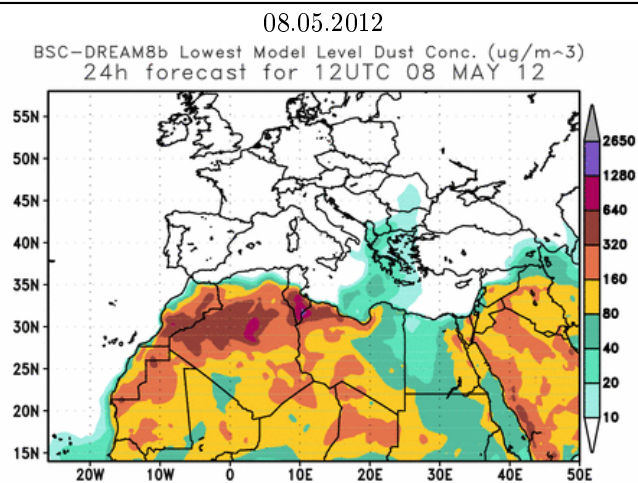 08.05.2012
BSC-DREAM8b Lowest Model Level Dust Conc. (ug/m^3)
24h forecast for 12UTC 08 MAY 12
55N
50N
45N
40N
35N
30N
25N
20N
15N
20W
10W
0
10E
20E
30E
40E
50E
2650
1280
640
320
160
80
40
20
10